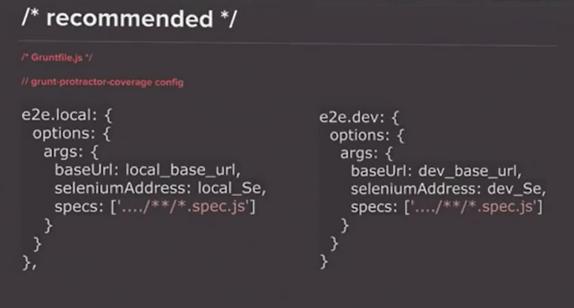 /* recommended */
/* Gruntfile.js */
// grunt-protractor-coverage config
e2e.local: {
options: {
args: {
baseUrl: local_base_url,
seleniumAddress: local_Se,
specs: ['..../**/*.spec.js']
}
}
},
e2e.dev: {
options: {
args: {
baseUrl: dev_base_url,
seleniumAddress: dev_Se,
specs: ['..../**/*.spec.js']
}
}
}